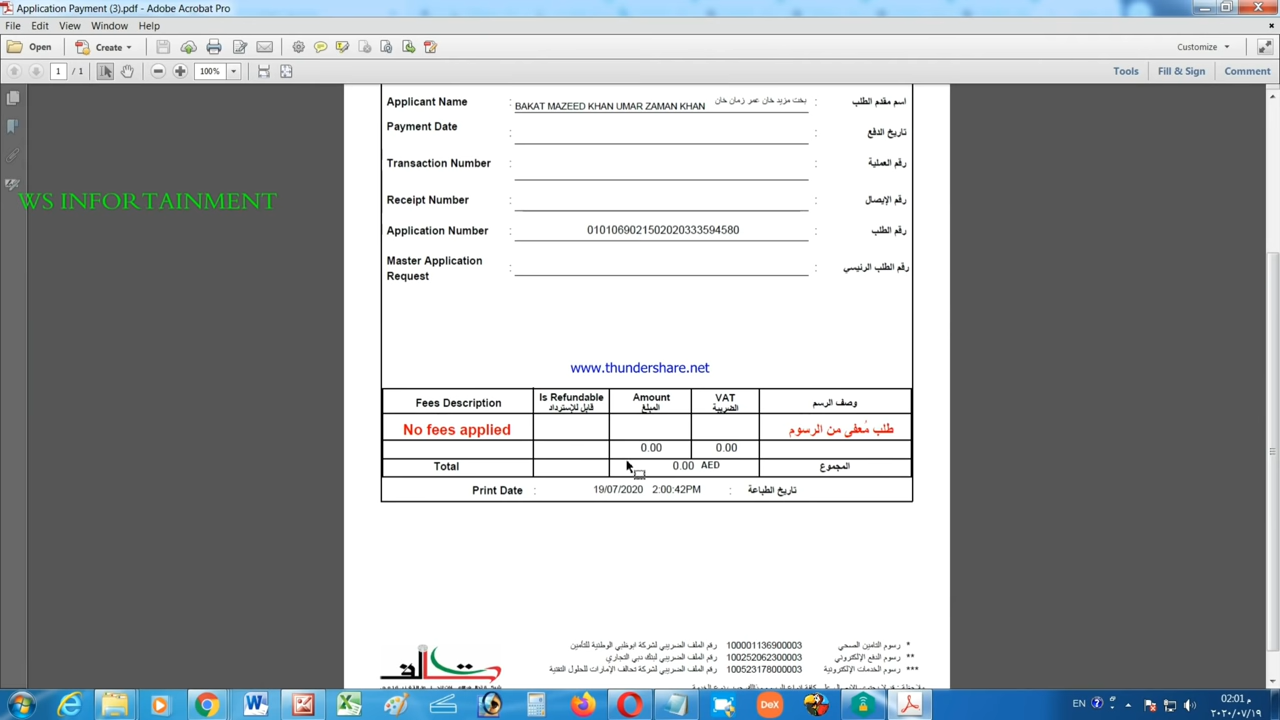 Application Payment (3).pdf - Adobe Acrobat Pro
File Edit View Window Help
Open Create Customize
1 / 1 100% Tools Fill & Sign Comment
Applicant Name : BAKAT MAZEED KHAN UMAR ZAMAN KHAN بخت مزيد خان عمر زمان خان : اسم مقدم الطلب
Payment Date : : تاريخ الدفع
Transaction Number : : رقم العملية
WS INFORTAINMENT
Receipt Number : : رقم الإيصال
Application Number : 0101069021502020333594580 : رقم الطلب
Master Application Request : : رقم الطلب الرئيسي
www.thundershare.net
Fees Description Is Refundable قابل للإسترداد Amount المبلغ VAT الضريبة وصف الرسم
No fees applied طلب مُعفى من الرسوم
0.00 0.00
Total 0.00 AED المجموع
Print Date : 19/07/2020 2:00:42PM : تاريخ الطباعة
* رسوم التامين الصحي 100001136900003 رقم الملف الضريبي لشركة ابوظبي الوطنية للتأمين
** رسوم الدفع الإلكتروني 100252062300003 رقم الملف الضريبي لبنك دبي التجاري
*** رسوم الخدمات الإلكترونية 100523178000003 رقم الملف الضريبي لشركة تحالف الإمارات للحلول التقنية
DeX
EN 02:01 م
٢٠٢٠/٠٧/١٩